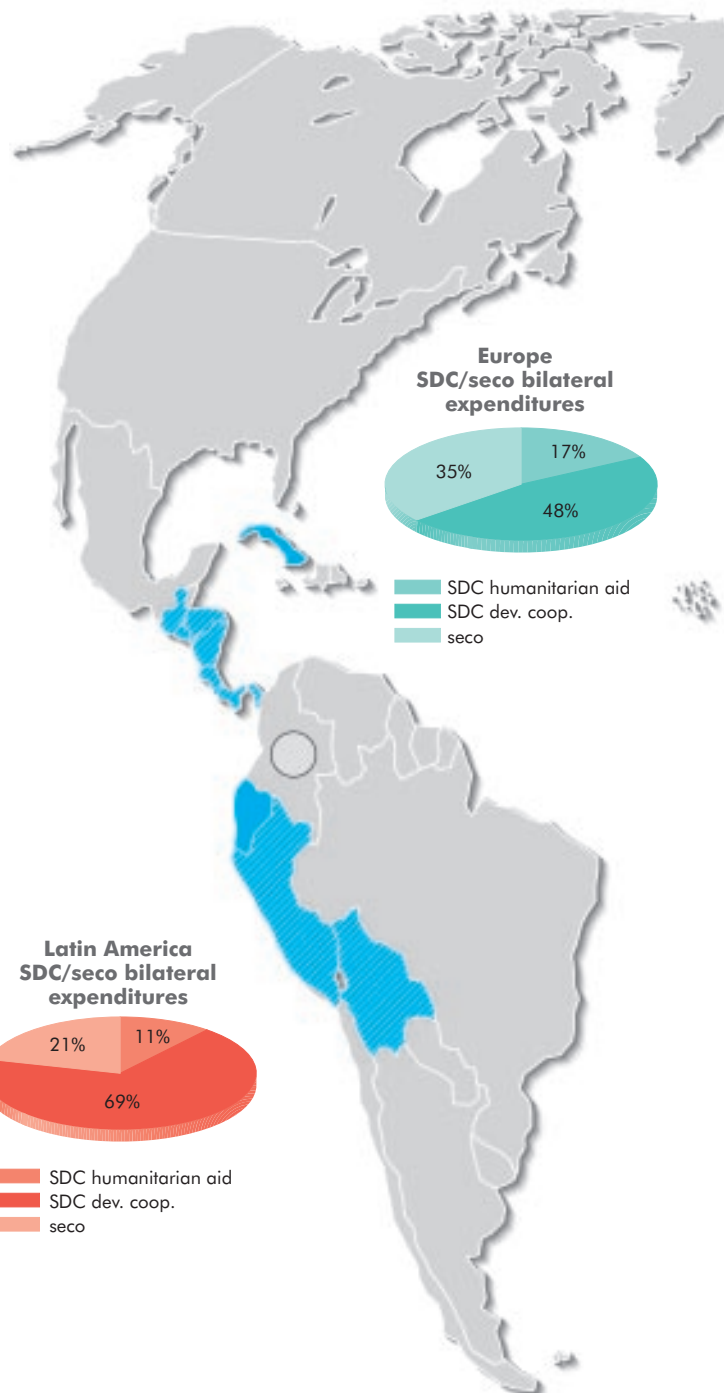 Europe
SDC/seco bilateral
expenditures
17%
35%
48%
SDC humanitarian aid
SDC dev. coop.
seco
Latin America
SDC/seco bilateral
expenditures
21%
11%
69%
SDC humanitarian aid
SDC dev. coop.
seco